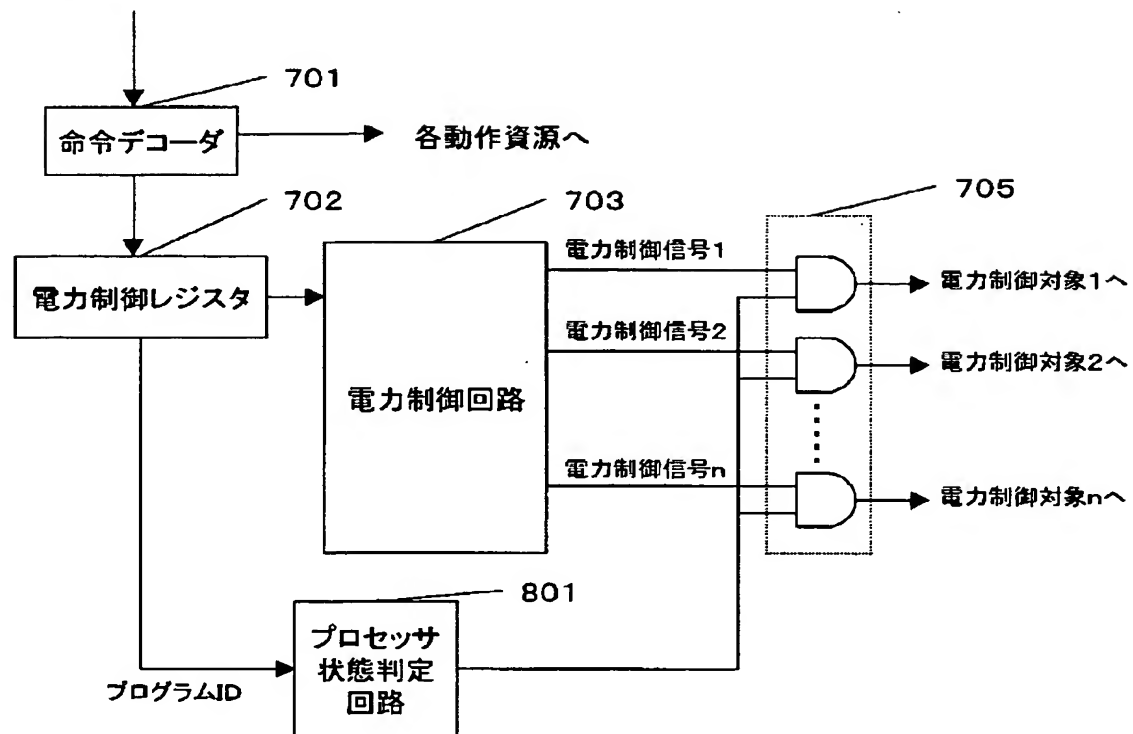 701
命令デコーダ
各動作資源へ
702
703
705
電力制御レジスタ
電力制御回路
電力制御信号1
電力制御対象1へ
電力制御信号2
電力制御対象2へ
電力制御信号n
電力制御対象nへ
801
プロセッサ
状態判定
回路
プログラムID